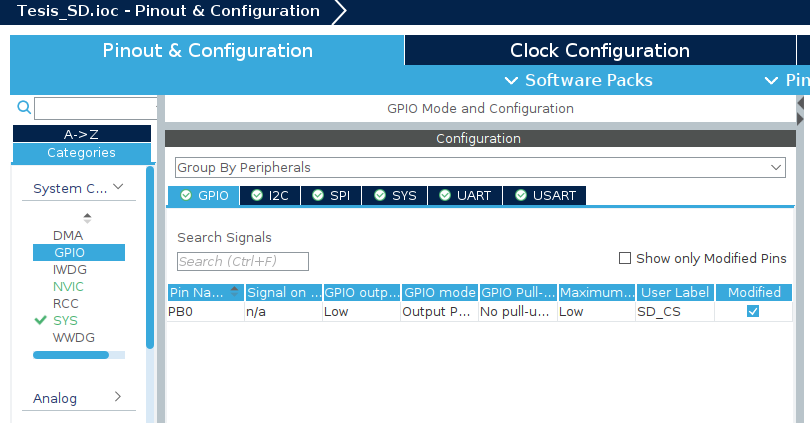 Tesis_SD.ioc - Pinout & Configuration
Pinout & Configuration
Clock Configuration
Software Packs
Pin
GPIO Mode and Configuration
A->Z
Categories
System C...
DMA
GPIO
IWDG
NVIC
RCC
SYS
WWDG
Analog
Configuration
Group By Peripherals
GPIO I2C SPI SYS UART USART
Search Signals
Search (Ctrl+F)
Show only Modified Pins
Pin Na... Signal on ... GPIO outp... GPIO mode GPIO Pull-... Maximum... User Label Modified
PB0 n/a Low Output P... No pull-u... Low SD_CS